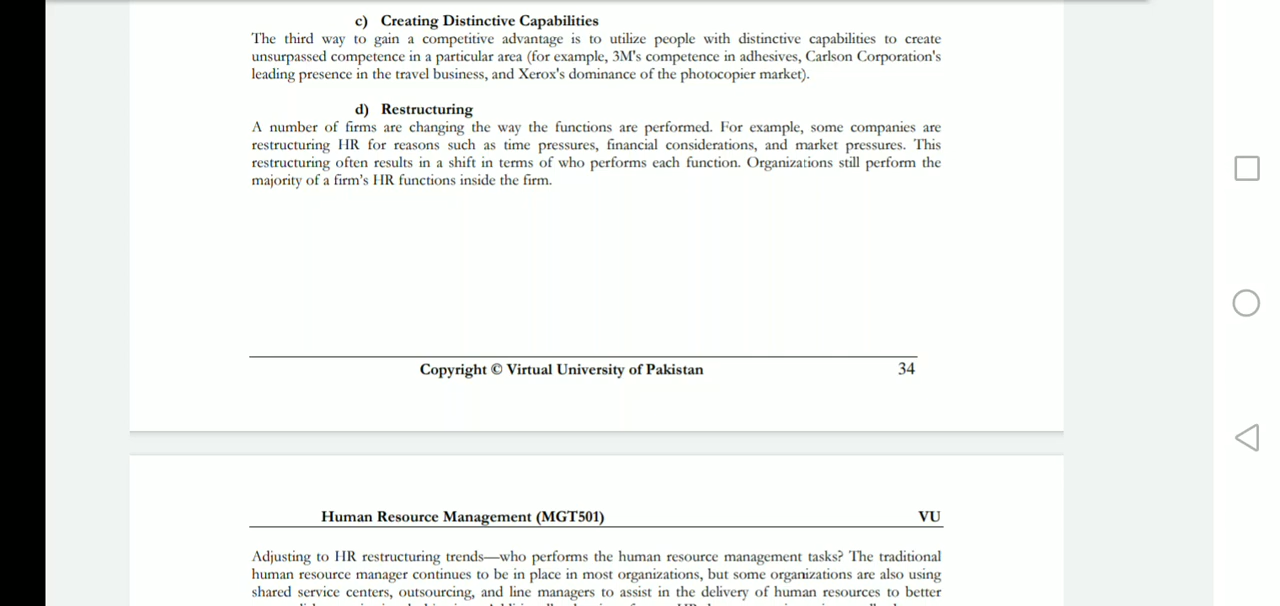 c) Creating Distinctive Capabilities
The third way to gain a competitive advantage is to utilize people with distinctive capabilities to create
unsurpassed competence in a particular area (for example, 3M's competence in adhesives, Carlson Corporation's
leading presence in the travel business, and Xerox's dominance of the photocopier market).
d) Restructuring
A number of firms are changing the way the functions are performed. For example, some companies are
restructuring HR for reasons such as time pressures, financial considerations, and market pressures. This
restructuring often results in a shift in terms of who performs each function. Organizations still perform the
majority of a firm's HR functions inside the firm.
Copyright © Virtual University of Pakistan 34
Human Resource Management (MGT501) VU
Adjusting to HR restructuring trends—who performs the human resource management tasks? The traditional
human resource manager continues to be in place in most organizations, but some organizations are also using
shared service centers, outsourcing, and line managers to assist in the delivery of human resources to better